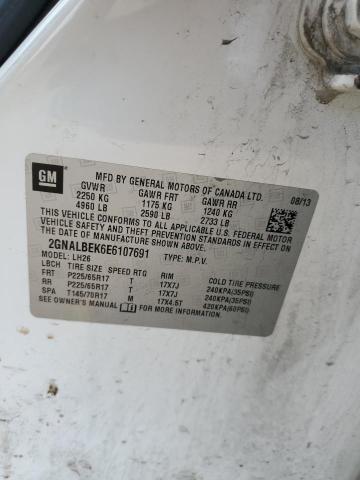 GM
MFD BY GENERAL MOTORS OF CANADA LTD. 08/13
GVWR GAWR FRT GAWR RR
2250 KG 1175 KG 1240 KG
4960 LB 2590 LB 2733 LB
THIS VEHICLE CONFORMS TO ALL APPLICABLE U.S. FEDERAL MOTOR
VEHICLE SAFETY AND THEFT PREVENTION STANDARDS IN EFFECT
ON THE DATE OF MANUFACTURE SHOWN ABOVE.
2GNALBEK6E6107691 TYPE: M.P.V.
MODEL: LH26
LBCH TIRE SIZE SPEED RTG RIM COLD TIRE PRESSURE
FRT P225/65R17 T 17X7J 240KPA(35PSI)
RR P225/65R17 T 17X7J 240KPA(35PSI)
SPA T145/70R17 M 17X4.5T 420KPA(60PSI)
SEE OWNER'S MANUAL FOR MORE INFORMATION.